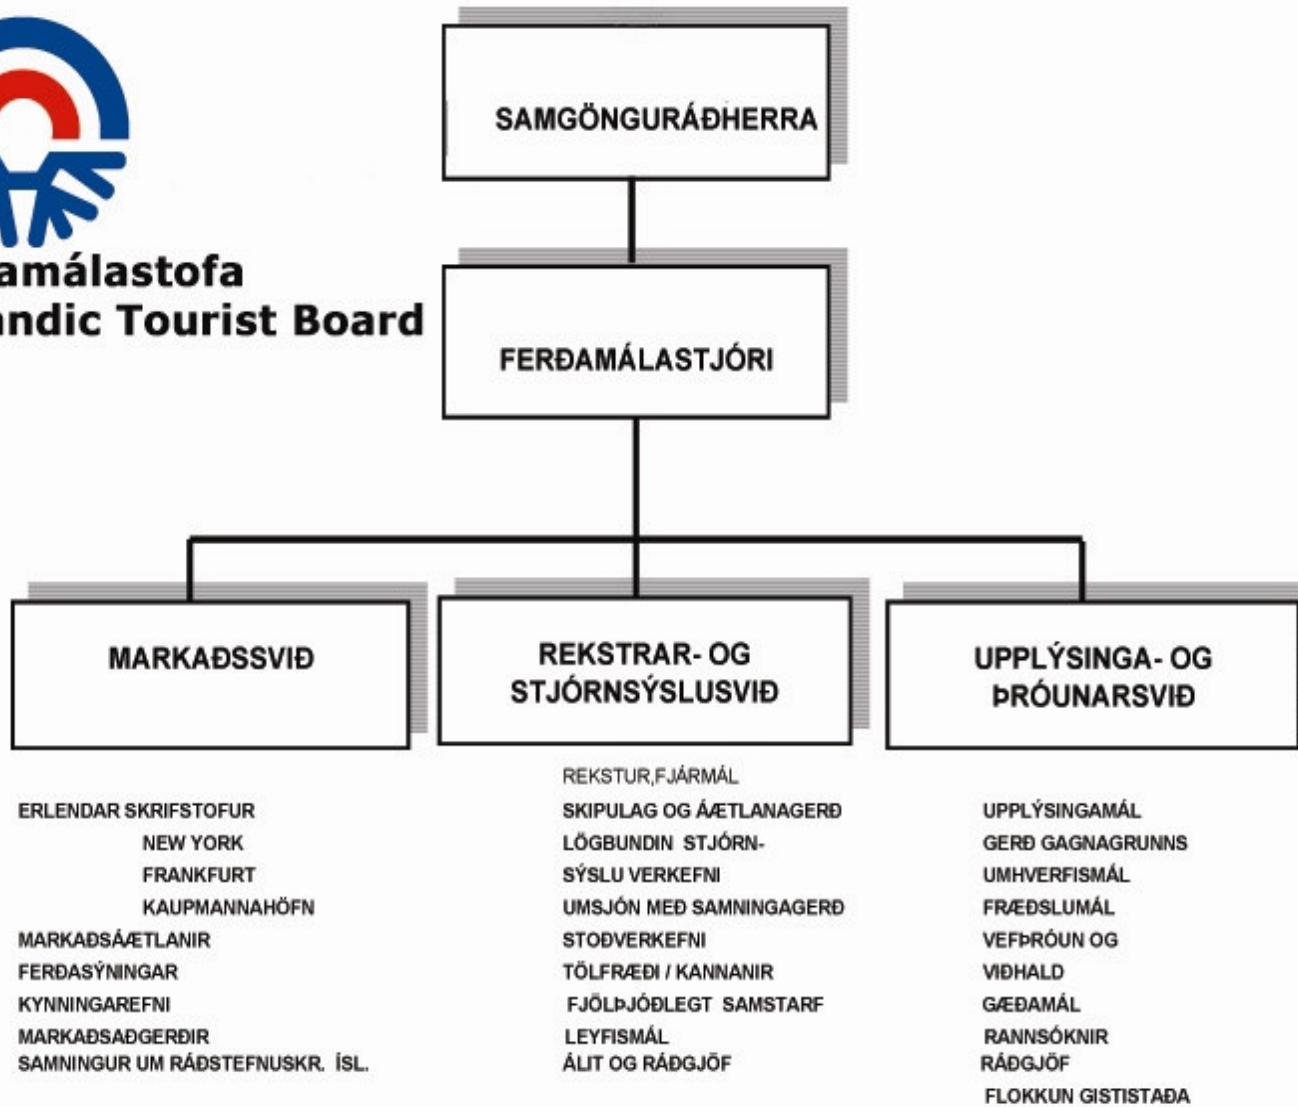 SAMGÖNGURÁÐHERRA
amálastofa
andic Tourist Board
FERÐAMÁLASTJÓRI
MARKAÐSSVIÐ
REKSTRAR- OG
STJÓRNSÝSLUSVIÐ
UPPLÝSINGA- OG
ÞRÓUNARSVIÐ
ERLENDAR SKRIFSTOFUR
NEW YORK
FRANKFURT
KAUPMANNAHÖFN
MARKAÐSÁÆTLANIR
FERÐASÝNINGAR
KYNNINGAREFNI
MARKAÐSAÐGERÐIR
SAMNINGUR UM RÁÐSTEFNUSKR. ÍSL.
REKSTUR,FJÁRMÁL
SKIPULAG OG ÁÆTLANAGERÐ
LÖGBUNDIN STJÓRN-
SÝSLU VERKEFNI
UMSJÓN MEÐ SAMNINGAGERÐ
STOÐVERKEFNI
TÖLFRÆÐI / KANNANIR
FJÖLÞJÓÐLEGT SAMSTARF
LEYFISMÁL
ÁLIT OG RÁÐGJÖF
UPPLÝSINGAMÁL
GERÐ GAGNAGRUNNS
UMHVERFISMÁL
FRÆÐSLUMÁL
VEFÞRÓUN OG
VIÐHALD
GÆÐAMÁL
RANNSÓKNIR
RÁÐGJÖF
FLOKKUN GISTISTAÐA